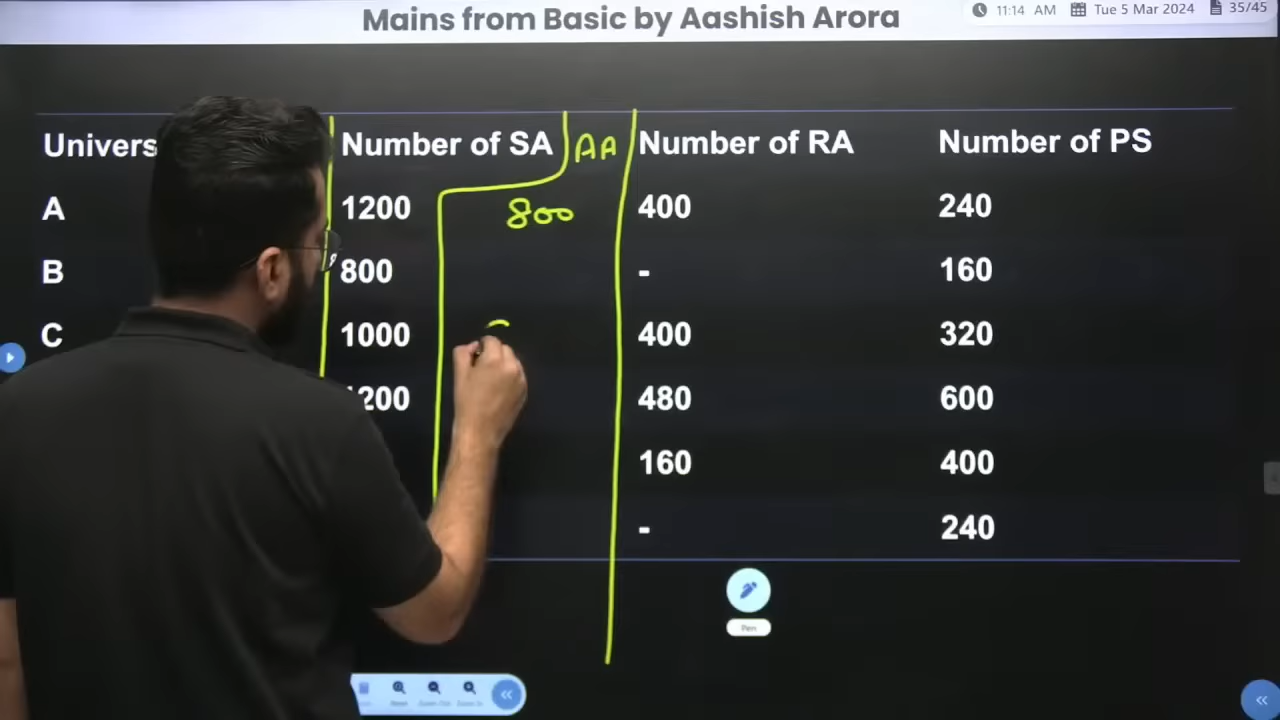 Mains from Basic by Aashish Arora
11:14 AM Tue 5 Mar 2024 35/45
Univers Number of SA AA Number of RA Number of PS
A 1200 800 400 240
B 800 - 160
C 1000 400 320
200 480 600
160 400
- 240
Pen